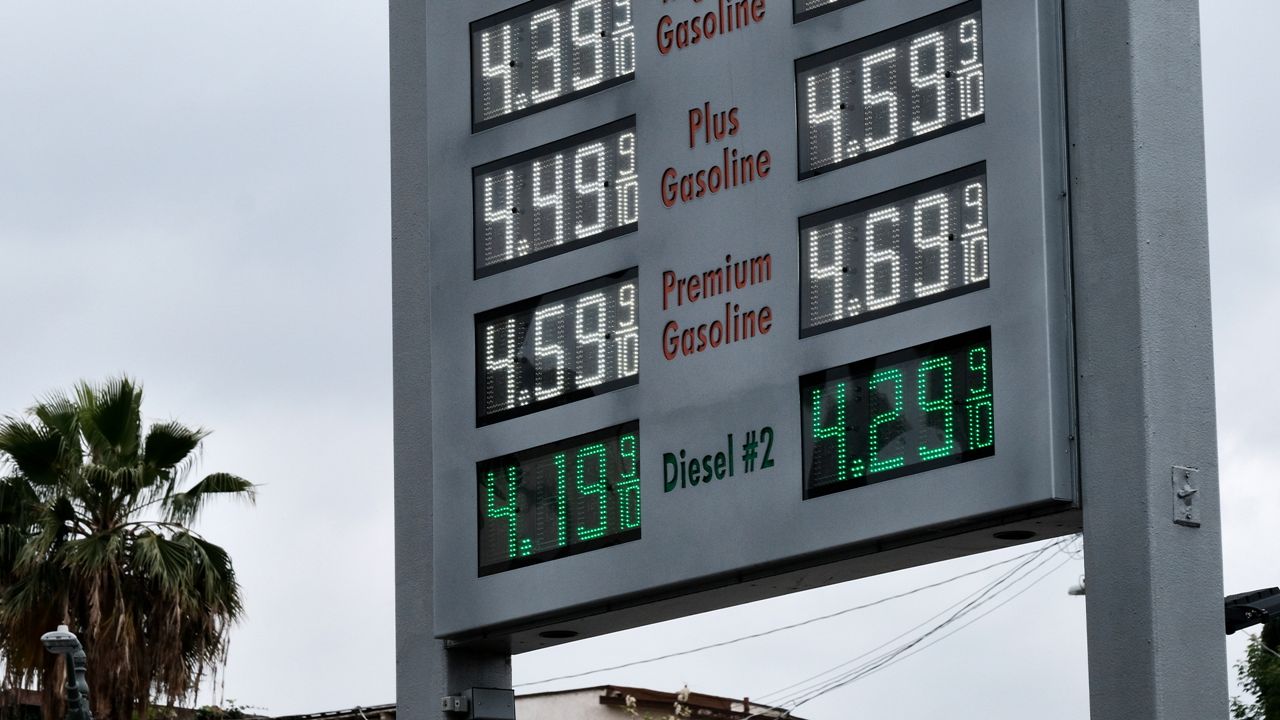 4.39 9/10
Gasoline
4.49 9/10
Plus
Gasoline
4.59 9/10
4.59 9/10
Premium
Gasoline
4.69 9/10
4.19 9/10
Diesel #2
4.29 9/10